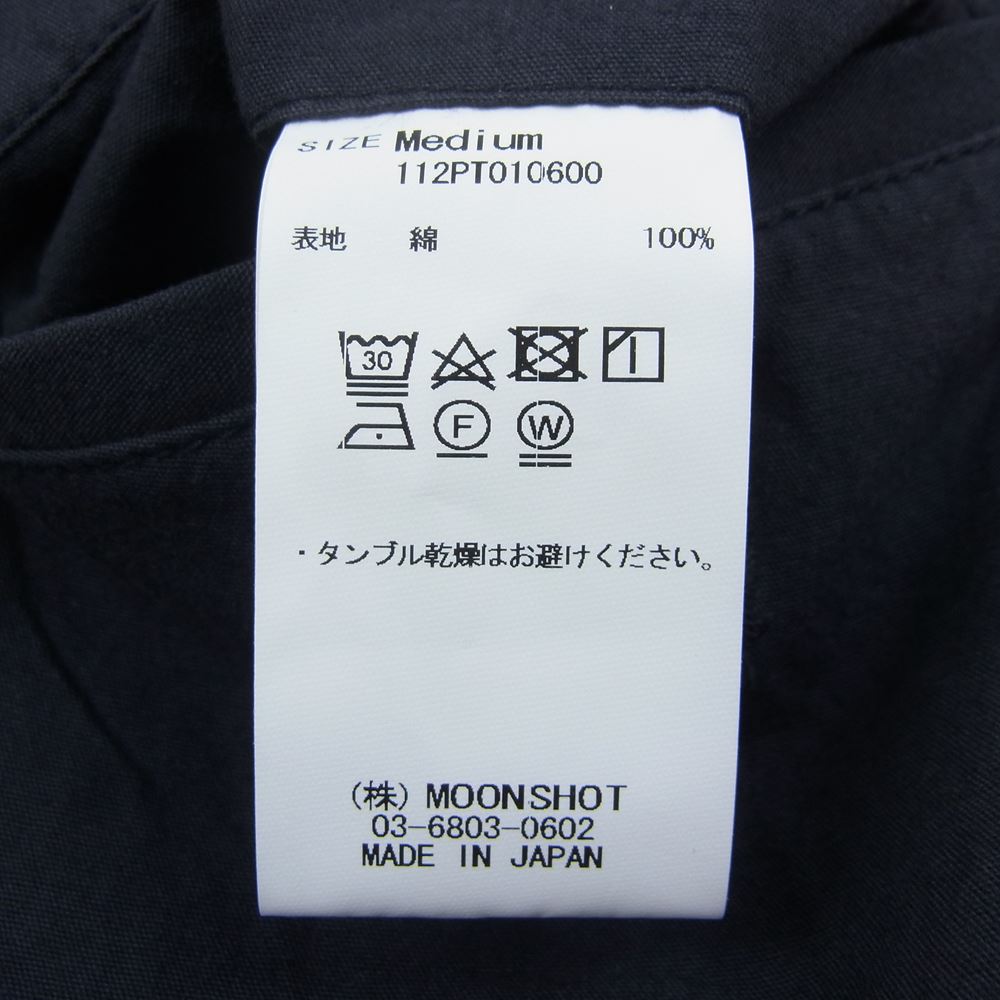 SIZE Medium
112PT010600
表地 綿 100%
30
F W
・タンブル乾燥はお避けください。
(株) MOONSHOT
03-6803-0602
MADE IN JAPAN